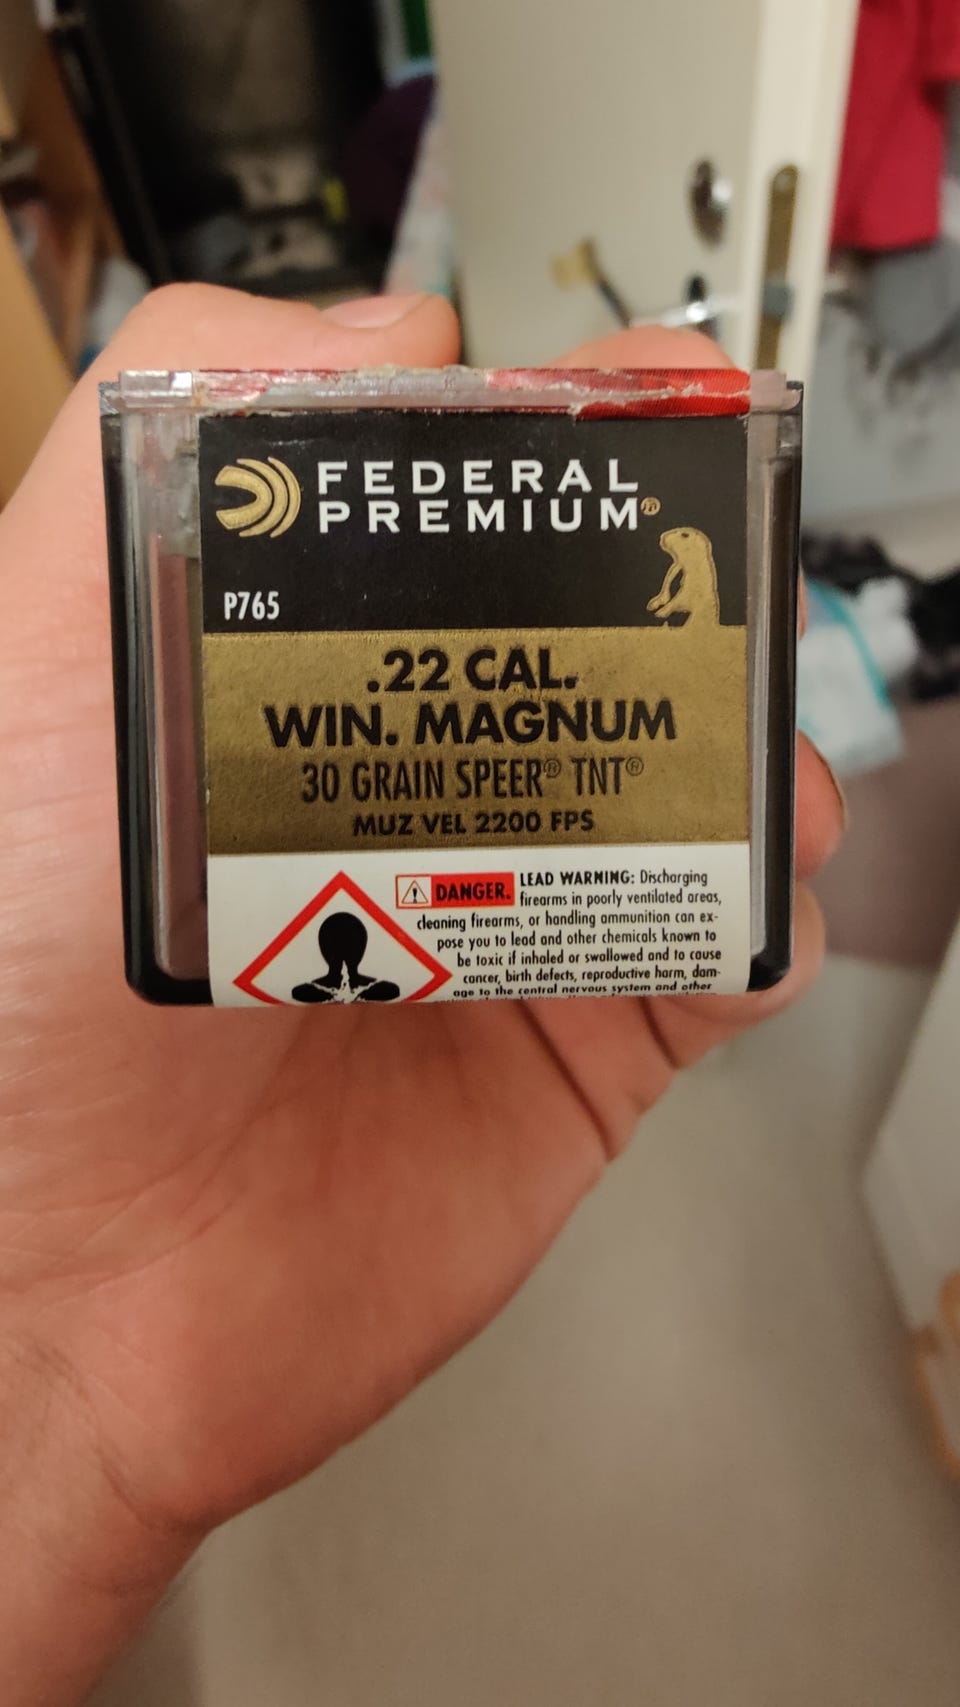 FEDERAL
PREMIUM®
P765
.22 CAL.
WIN. MAGNUM
30 GRAIN SPEER® TNT®
MUZ VEL 2200 FPS
DANGER. LEAD WARNING: Discharging
firearms in poorly ventilated areas,
cleaning firearms, or handling ammunition can ex-
pose you to lead and other chemicals known to
be toxic if inhaled or swallowed and to cause
cancer, birth defects, reproductive harm, dam-
age to the central nervous system and other